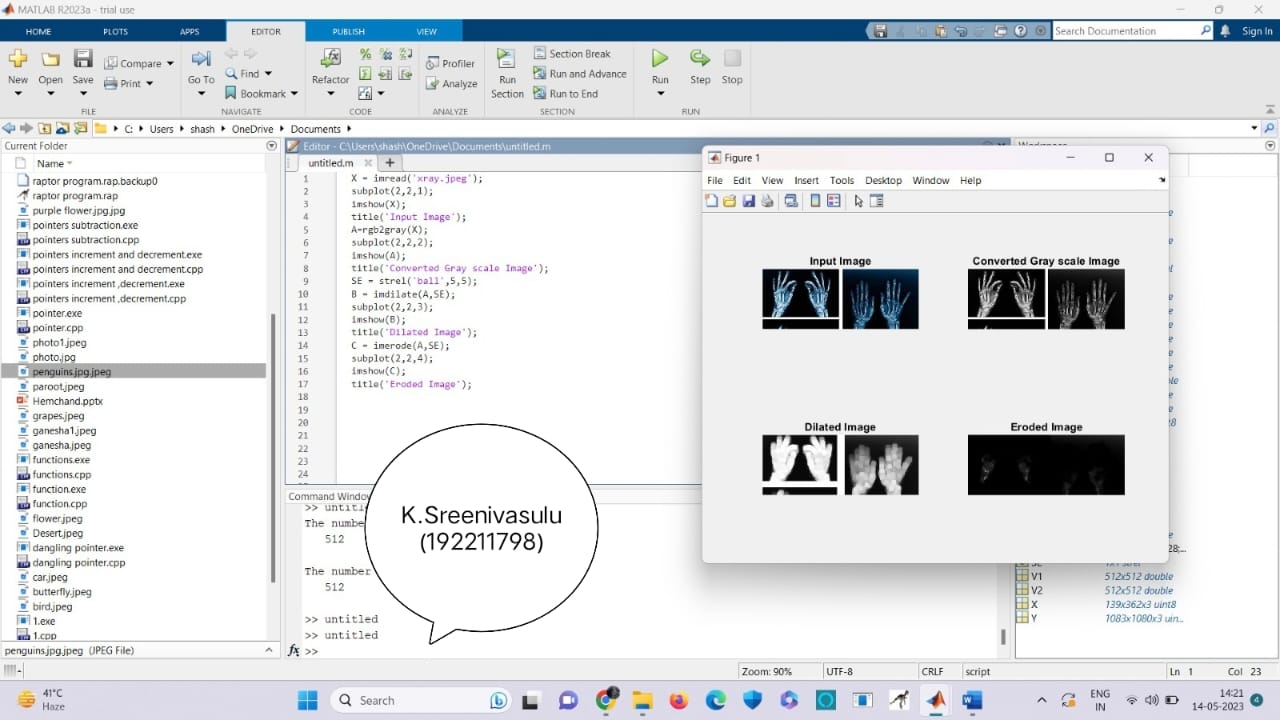 MATLAB R2023a - trial use
HOME PLOTS APPS EDITOR PUBLISH VIEW
Search Documentation
Sign In
New Open Save Compare Print
FILE
Go To Find Bookmark
NAVIGATE
Refactor
CODE
Profiler
Analyze
ANALYZE
Run Section
Section Break
Run and Advance
Run to End
SECTION
Run Step Stop
RUN
C: Users shash OneDrive Documents
Current Folder
Name
raptor program.rap.backup0
raptor program.rap
purple flower.jpg.jpg
pointers subtraction.exe
pointers subtraction.cpp
pointers increment and decrement.exe
pointers increment and decrement.cpp
pointers increment ,decrement.exe
pointers increment ,decrement.cpp
pointer.exe
pointer.cpp
photo1.jpeg
photo.jpg
penguins.jpg.jpeg
paroot.jpeg
Hemchand.pptx
grapes.jpeg
ganesha1.jpeg
ganesha.jpeg
functions.exe
functions.cpp
function.exe
function.cpp
flower.jpeg
Desert.jpeg
dangling pointer.exe
dangling pointer.cpp
car.jpeg
butterfly.jpeg
bird.jpeg
1.exe
1.cpp
penguins.jpg.jpeg (JPEG File)
Editor - C:\Users\shash\OneDrive\Documents\untitled.m
untitled.m
1 X = imread('xray.jpeg');
2 subplot(2,2,1);
3 imshow(X);
4 title('Input Image');
5 A=rgb2gray(X);
6 subplot(2,2,2);
7 imshow(A);
8 title('Converted Gray scale Image');
9 SE = strel('ball',5,5);
10 B = imdilate(A,SE);
11 subplot(2,2,3);
12 imshow(B);
13 title('Dilated Image');
14 C = imerode(A,SE);
15 subplot(2,2,4);
16 imshow(C);
17 title('Eroded Image');
18
19
20
21
22
23
24
Command Window
The number
512
The number
512
>> untitled
>> untitled
fx >>
K.Sreenivasulu
(192211798)
Figure 1
File Edit View Insert Tools Desktop Window Help
Input Image
Converted Gray scale Image
Dilated Image
Eroded Image
V1 512x512 double
V2 512x512 double
X 139x362x3 uint8
Y 1083x1080x3 uin...
Zoom: 90% UTF-8 CRLF script Ln 1 Col 23
41°C
Haze
Search
ENG
IN
14:21
14-05-2023
4